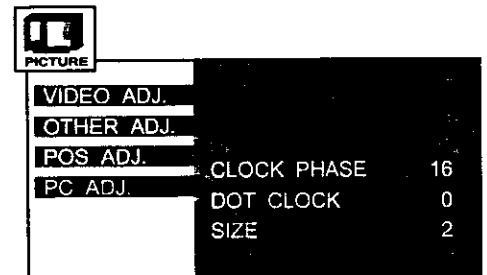 PICTURE
VIDEO ADJ.
OTHER ADJ.
POS ADJ.
PC ADJ.
CLOCK PHASE 16
DOT CLOCK 0
SIZE 2